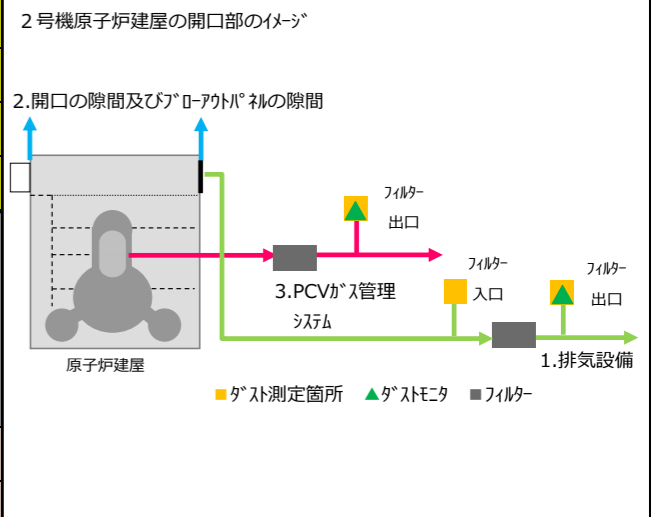 ２号機原子炉建屋の開口部のｲﾒｰｼﾞ
2.開口の隙間及びﾌﾞﾛｰｱｳﾄﾊﾟﾈﾙの隙間
ﾌｨﾙﾀｰ
出口
ﾌｨﾙﾀｰ
入口
ﾌｨﾙﾀｰ
出口
3.PCVｶﾞｽ管理
ｼｽﾃﾑ
1.排気設備
原子炉建屋
■ﾀﾞｽﾄ測定箇所 ▲ﾀﾞｽﾄﾓﾆﾀ ■ﾌｨﾙﾀｰ